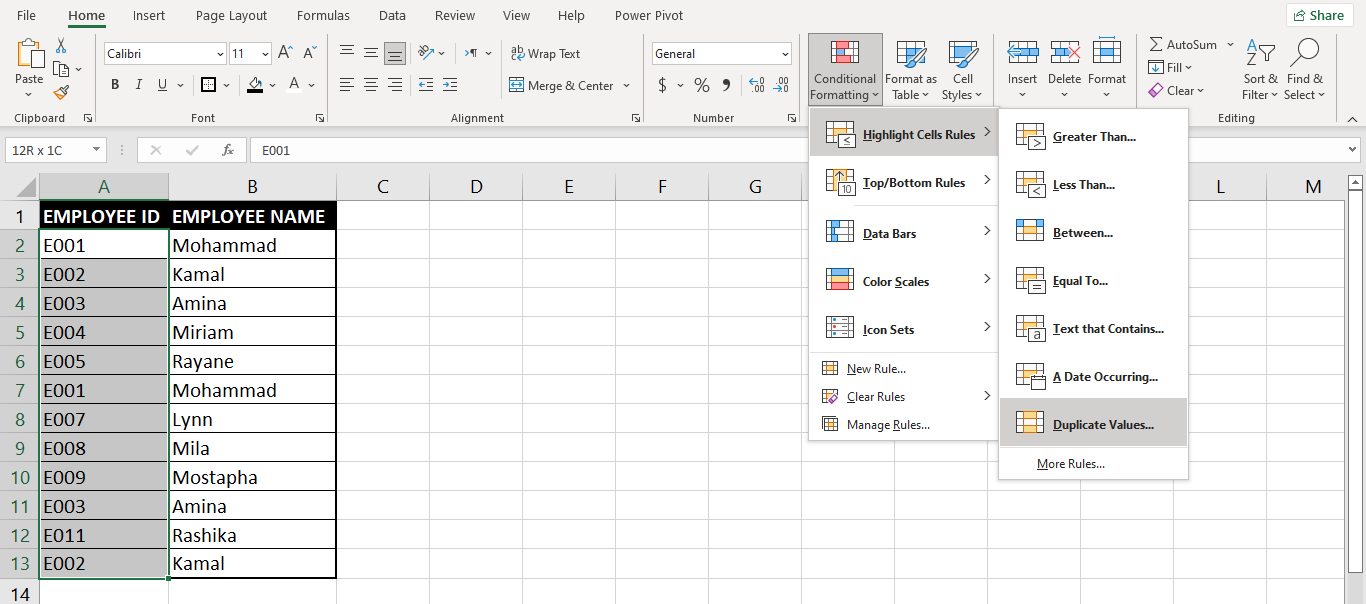 File Home Insert Page Layout Formulas Data Review View Help Power Pivot Share
Paste
Clipboard
Calibri 11
B I U A
Font
ab Wrap Text
Merge & Center
Alignment
General
$ % 9 .00
Number
Conditional Formatting
Format as Table
Cell Styles
Insert Delete Format
AutoSum
Fill
Clear
Sort & Filter
Find & Select
Editing
12R x 1C fx E001
A B C D E F G L M
1 EMPLOYEE ID EMPLOYEE NAME
2 E001 Mohammad
3 E002 Kamal
4 E003 Amina
5 E004 Miriam
6 E005 Rayane
7 E001 Mohammad
8 E007 Lynn
9 E008 Mila
10 E009 Mostapha
11 E003 Amina
12 E011 Rashika
13 E002 Kamal
14
Highlight Cells Rules
Top/Bottom Rules
Data Bars
Color Scales
Icon Sets
New Rule...
Clear Rules
Manage Rules...
Greater Than...
Less Than...
Between...
Equal To...
Text that Contains...
A Date Occurring...
Duplicate Values...
More Rules...